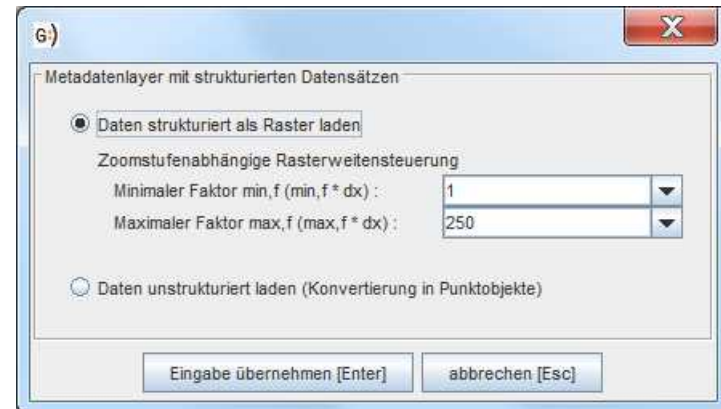 G:)
Metadatenlayer mit strukturierten Datensätzen
Daten strukturiert als Raster laden
Zoomstufenabhängige Rasterweitensteuerung
Minimaler Faktor min,f (min,f * dx) : 1
Maximaler Faktor max,f (max,f * dx) : 250
Daten unstrukturiert laden (Konvertierung in Punktobjekte)
Eingabe übernehmen [Enter] abbrechen [Esc]